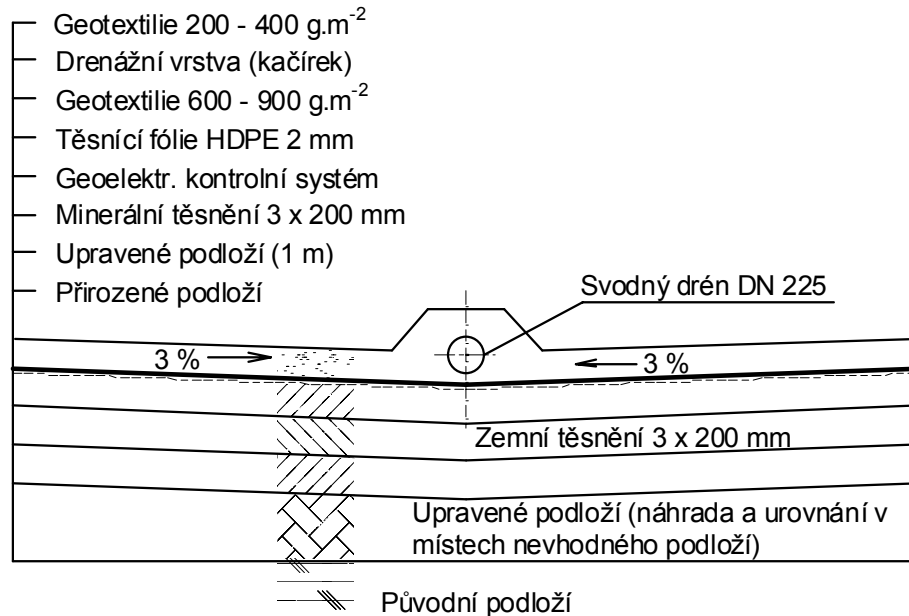 Geotextilie 200 - 400 g.m-2
Drenážní vrstva (kačírek)
Geotextilie 600 - 900 g.m-2
Těsnící fólie HDPE 2 mm
Geoelektr. kontrolní systém
Minerální těsnění 3 x 200 mm
Upravené podloží (1 m)
Přirozené podloží
Svodný drén DN 225
3 %
3 %
Zemní těsnění 3 x 200 mm
Upravené podloží (náhrada a urovnání v
místech nevhodného podloží)
Původní podloží